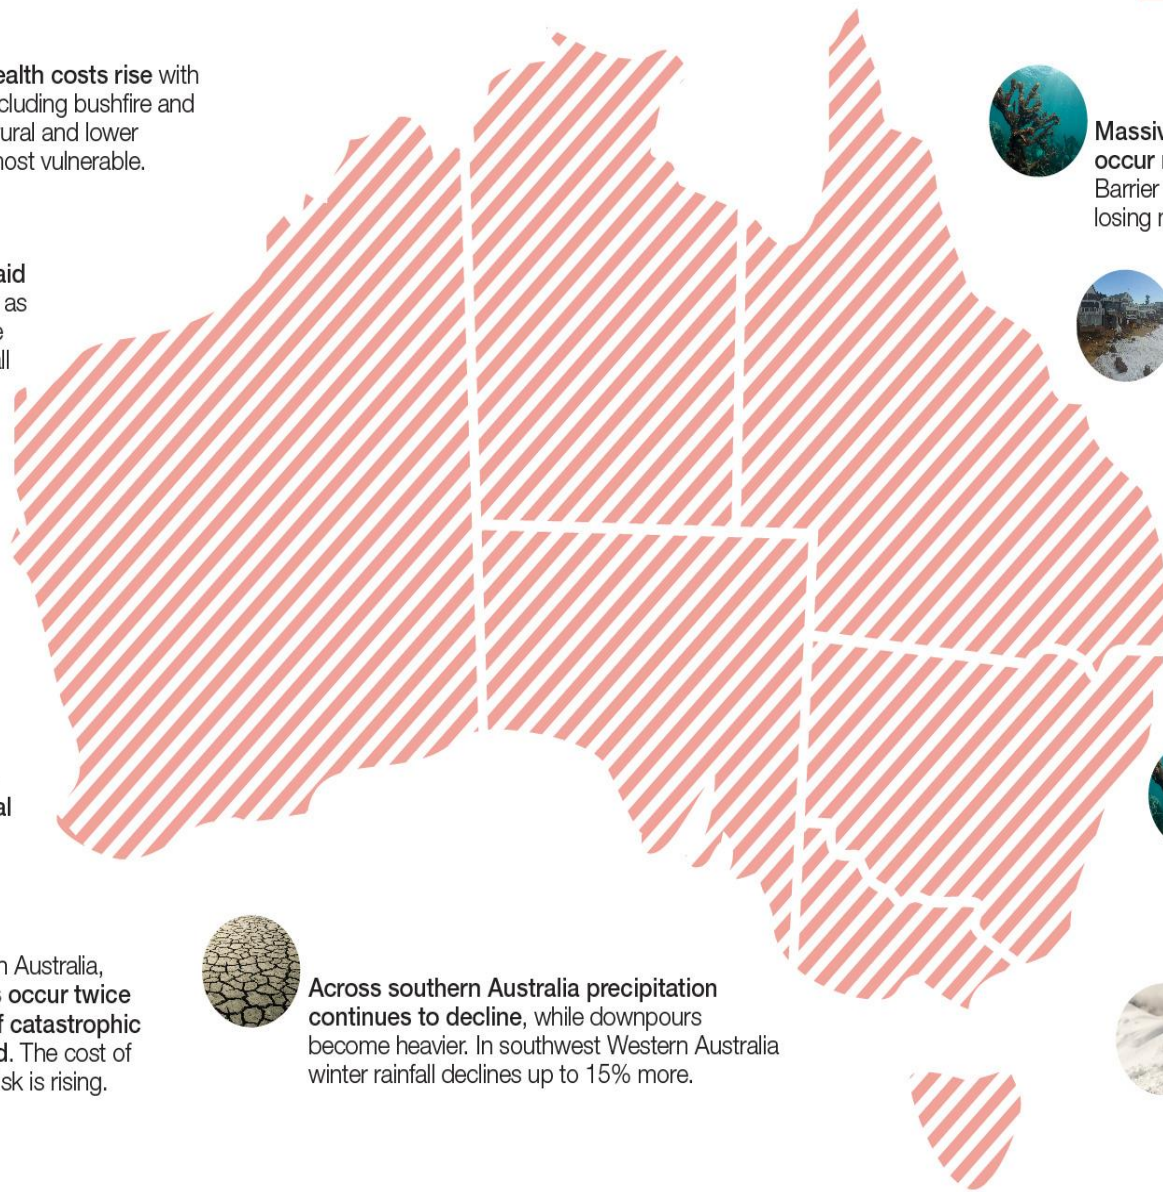 ealth costs rise with
cluding bushfire and
ural and lower
nost vulnerable.
aid
as
e
all
al
n Australia,
s occur twice
f catastrophic
d. The cost of
sk is rising.
Across southern Australia precipitation
continues to decline, while downpours
become heavier. In southwest Western Australia
winter rainfall declines up to 15% more.
Massiv
occur
Barrier
losing